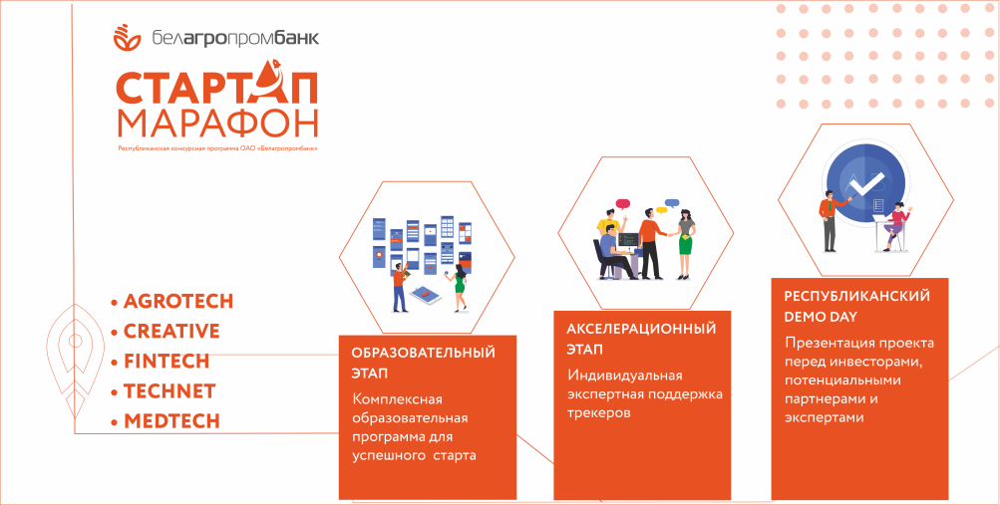 белагропромбанк
СТАРТАП
МАРАФОН
Республиканская конкурсная программа ОАО «Белагропромбанк»
• AGROTECH
• CREATIVE
• FINTECH
• TECHNET
• MEDTECH
ОБРАЗОВАТЕЛЬНЫЙ
ЭТАП
Комплексная
образовательная
программа для
успешного старта
АКСЕЛЕРАЦИОННЫЙ
ЭТАП
Индивидуальная
экспертная поддержка
трекеров
РЕСПУБЛИКАНСКИЙ
DEMO DAY
Презентация проекта
перед инвесторами,
потенциальными
партнерами и
экспертами